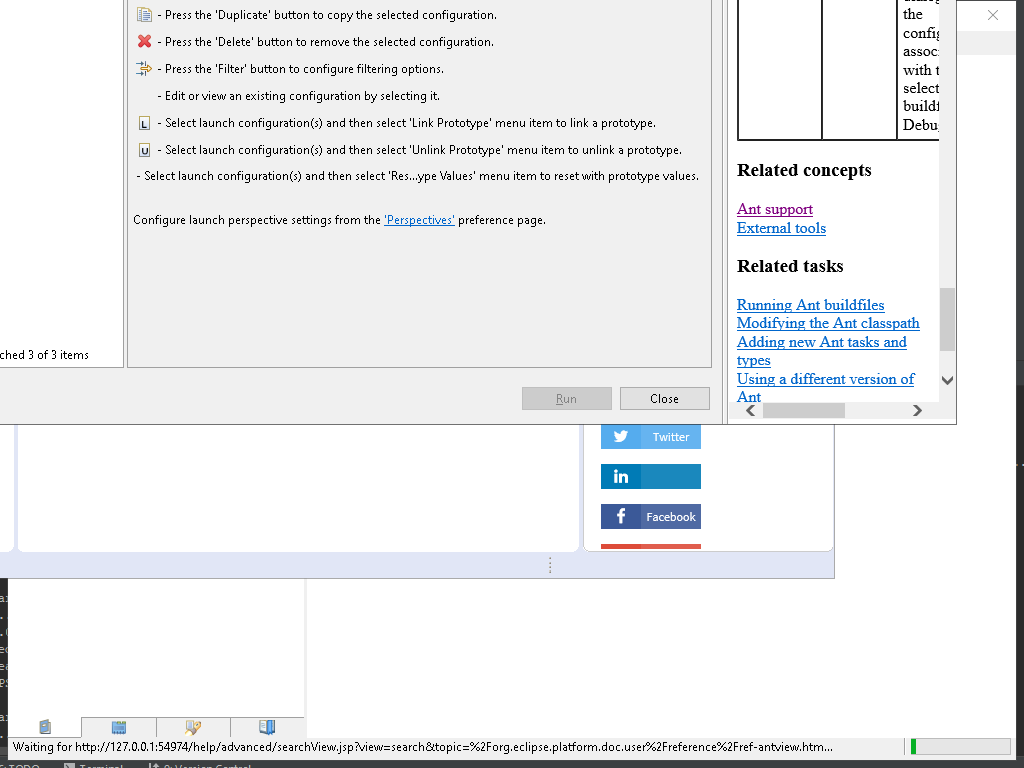 - Press the 'Duplicate' button to copy the selected configuration.
- Press the 'Delete' button to remove the selected configuration.
- Press the 'Filter' button to configure filtering options.
- Edit or view an existing configuration by selecting it.
L - Select launch configuration(s) and then select 'Link Prototype' menu item to link a prototype.
U - Select launch configuration(s) and then select 'Unlink Prototype' menu item to unlink a prototype.
- Select launch configuration(s) and then select 'Res...ype Values' menu item to reset with prototype values.
Configure launch perspective settings from the 'Perspectives' preference page.
ched 3 of 3 items
Run
Close
the
config
assoc
with t
select
buildf
Debu
Related concepts
Ant support
External tools
Related tasks
Running Ant buildfiles
Modifying the Ant classpath
Adding new Ant tasks and
types
Using a different version of
Ant
Twitter
in
Facebook
Waiting for http://127.0.0.1:54974/help/advanced/searchView.jsp?view=search&topic=%2Forg.eclipse.platform.doc.user%2Freference%2Fref-antview.htm...